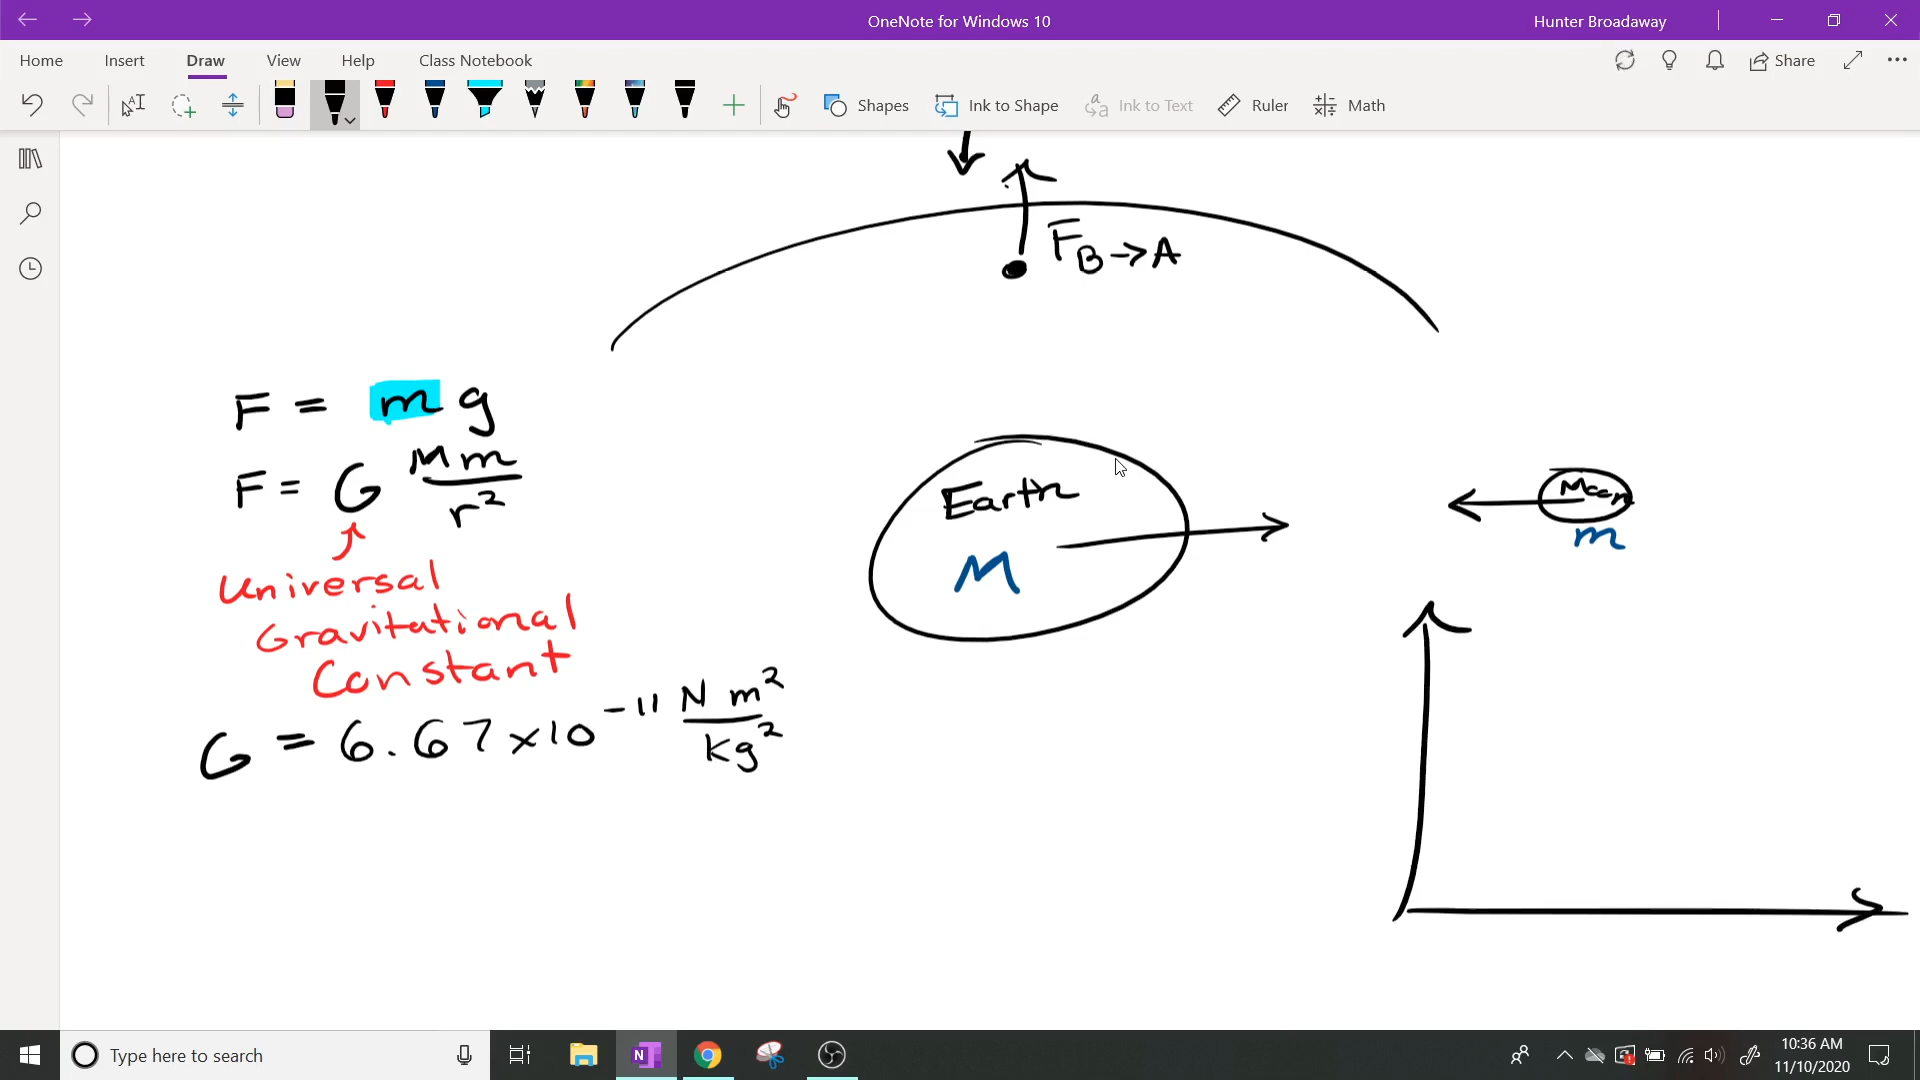 OneNote for Windows 10
Hunter Broadaway
Home Insert Draw View Help Class Notebook
Share
Shapes Ink to Shape Ink to Text Ruler Math
F B→A
F = m g
F = G Mm/r²
Universal
Gravitational
Constant
G = 6.67 x10⁻¹¹ N m²/kg²
Earth
M
Moon
m
Type here to search
10:36 AM
11/10/2020